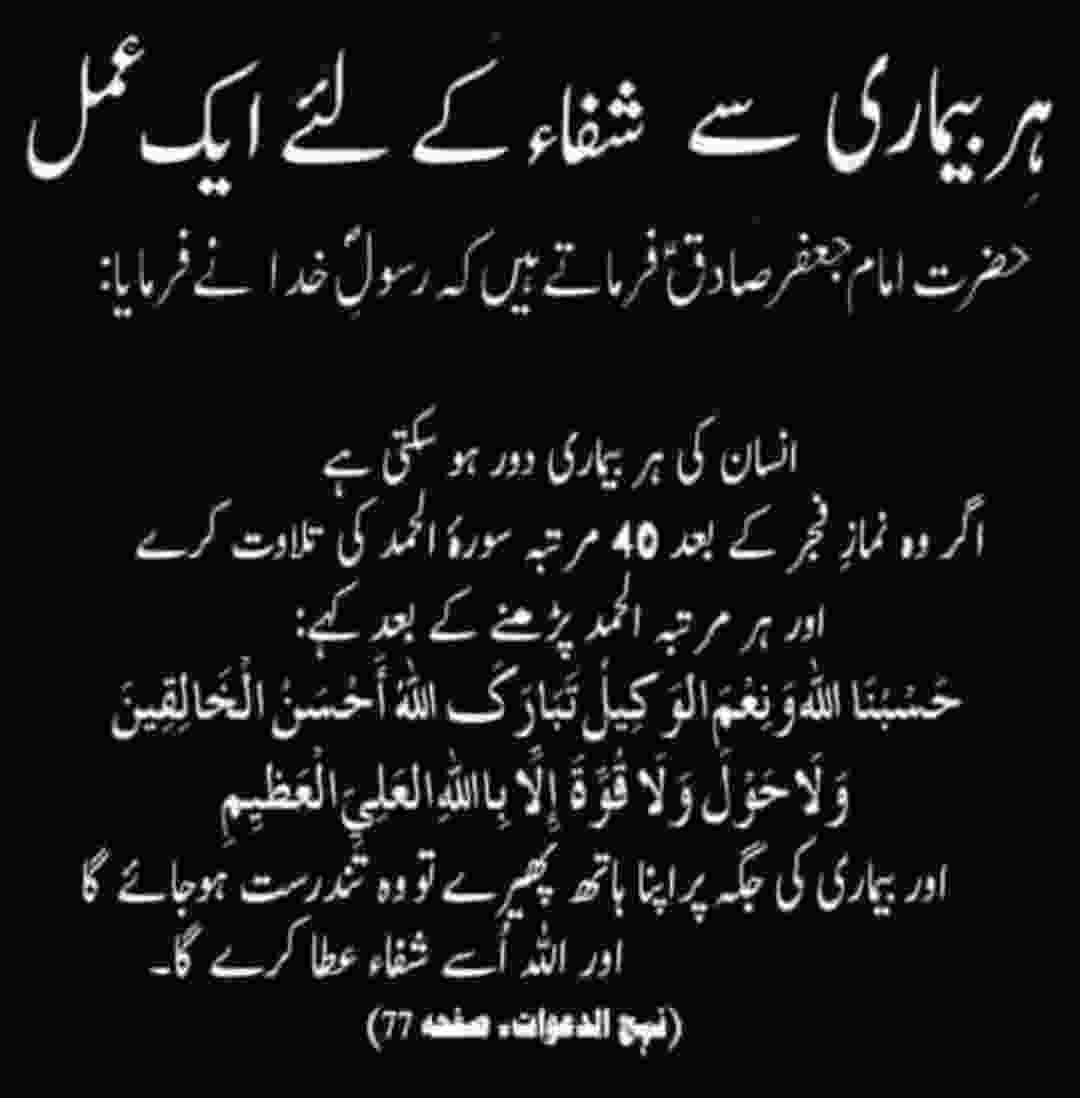 ہر بیماری سے شفاء کے لئے ایک عمل
حضرت امام جعفر صادقؑ فرماتے ہیں کہ رسولِؐ خدا نے فرمایا:
انسان کی ہر بیماری دور ہو سکتی ہے
اگر وہ نمازِ فجر کے بعد 40 مرتبہ سورۂ الحمد کی تلاوت کرے
اور ہر مرتبہ الحمد پڑھنے کے بعد کہے:
حَسْبُنَا اللهُ وَنِعْمَ الْوَكِيلُ تَبَارَكَ اللهُ أَحْسَنُ الْخَالِقِينَ
وَلَا حَوْلَ وَلَا قُوَّةَ إِلَّا بِاللهِ الْعَلِيِّ الْعَظِيمِ
اور بیماری کی جگہ پر اپنا ہاتھ پھیرے تو وہ تندرست ہو جائے گا
اور اللہ اُسے شفاء عطا کرے گا۔
(نہج الدعوات۔ صفحہ 77)